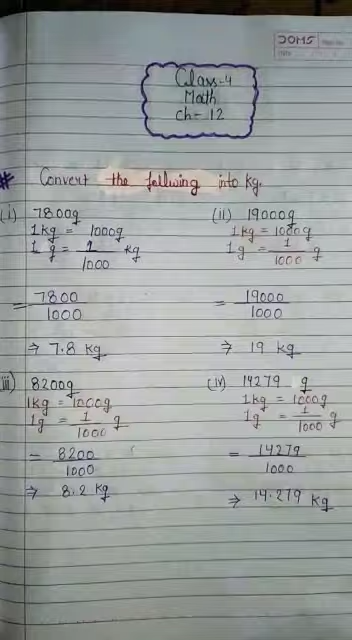 DOMS
Class-4
Math
ch-12
# Convert the follwing into kg.
(i) 7800g
1kg = 1000g
1g = 1/1000 kg
= 7800/1000
⇒ 7.8 kg
(ii) 19000g
1kg = 1000g
1g = 1/1000 g
= 19000/1000
⇒ 19 kg
iii) 8200g
1kg = 1000g
1g = 1/1000 g
= 8200/1000
⇒ 8.2 kg
(iv) 14279 g
1kg = 1000g
1g = 1/1000 g
= 14279/1000
⇒ 14.279 kg